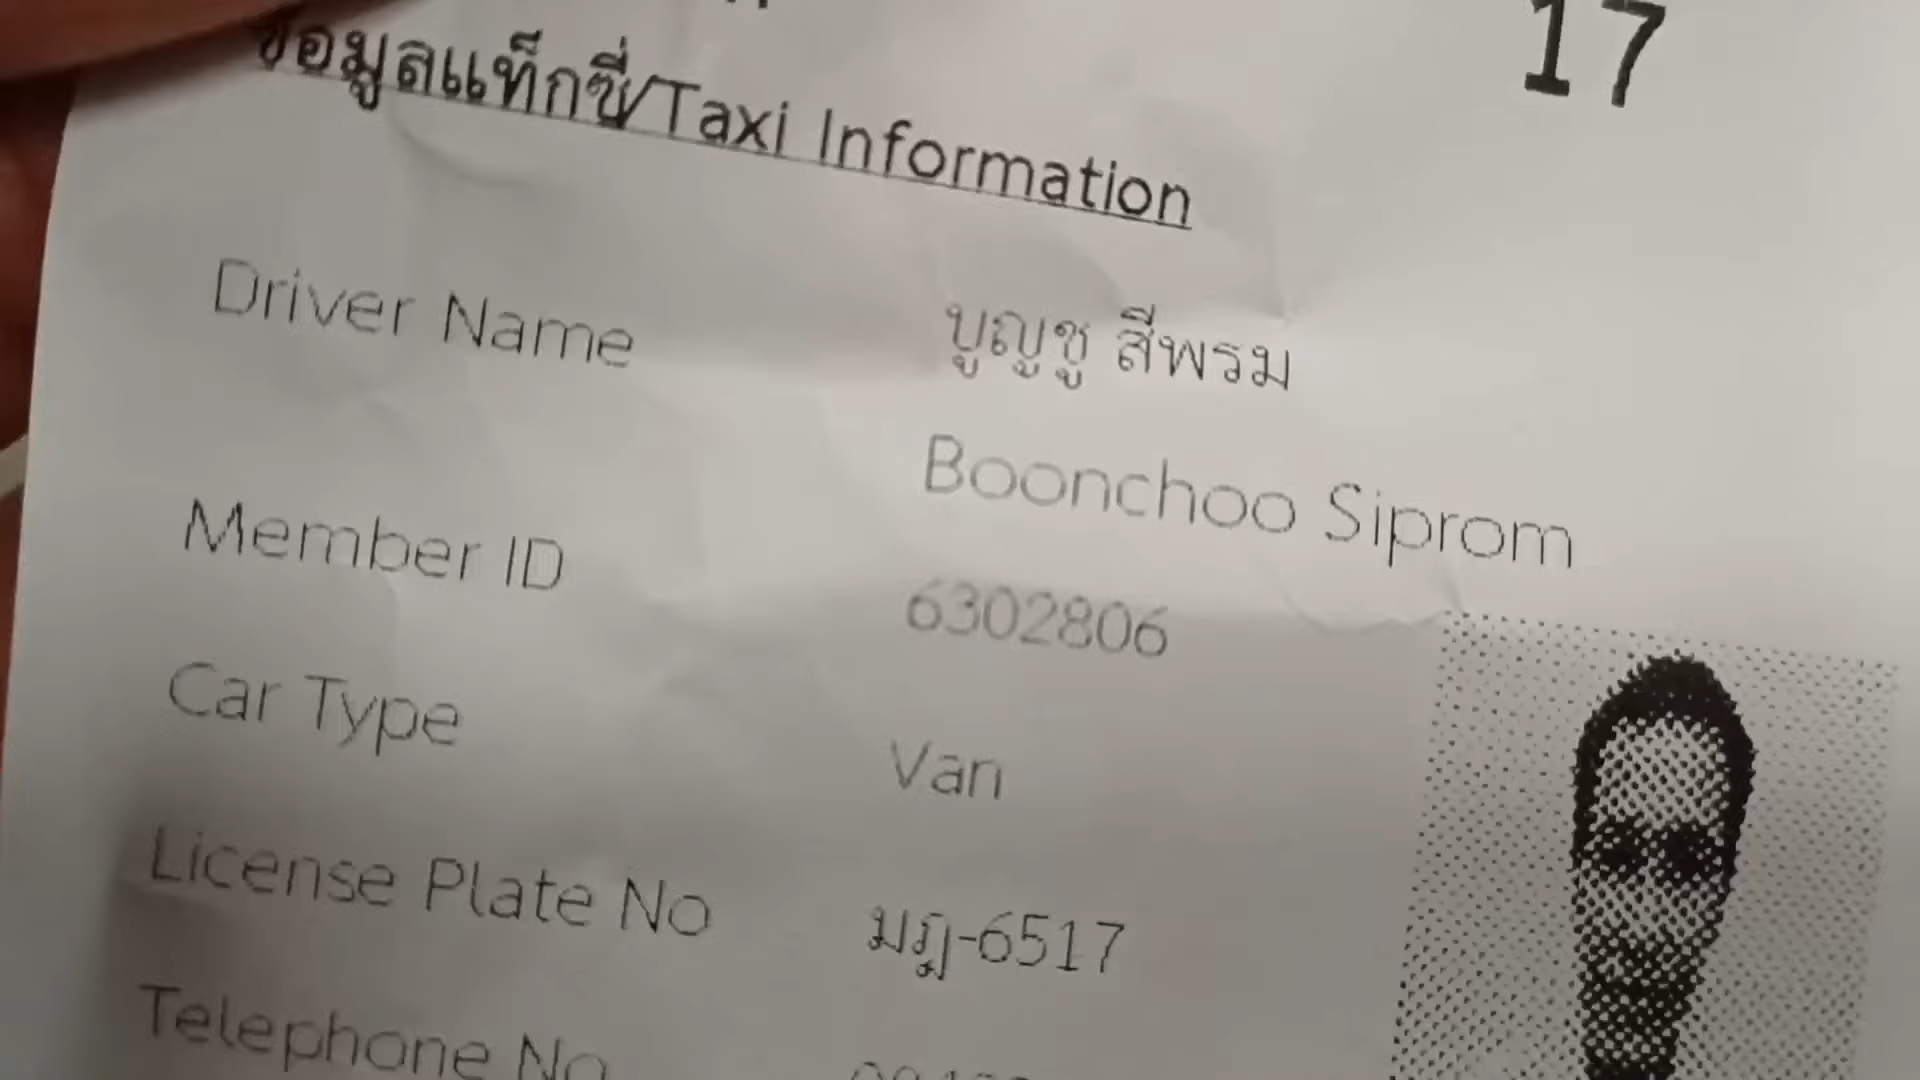 17
ข้อมูลแท็กซี่/Taxi Information
Driver Name บูญชู สีพรม
Boonchoo Siprom
Member ID 6302806
Car Type Van
License Plate No มฎ-6517
Telephone No